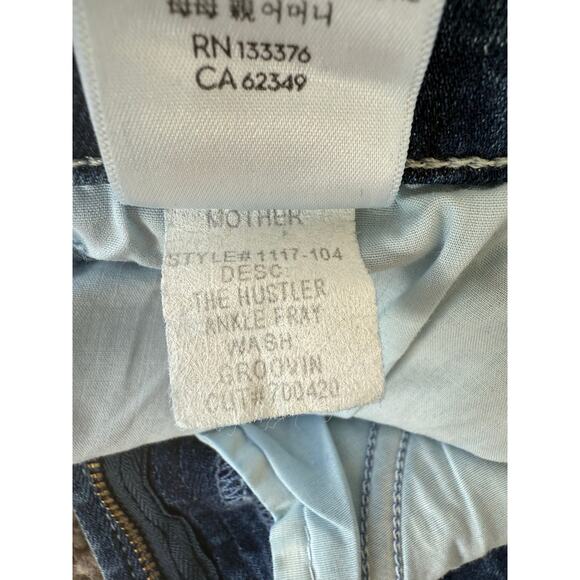 母母 親 어머니
RN 133376
CA 62349
MOTHER
STYLE# 1117-104
DESC:
THE HUSTLER
ANKLE FRAY
WASH:
GROOVIN
CUT# 700420